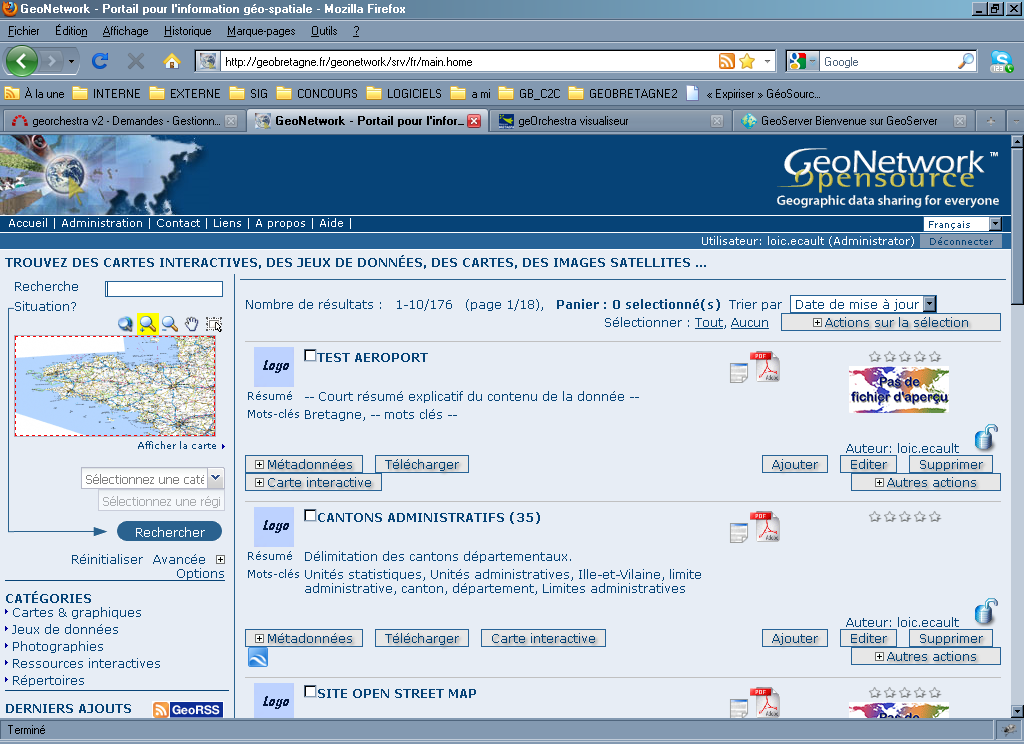 GeoNetwork - Portail pour l'information géo-spatiale - Mozilla Firefox
Fichier Édition Affichage Historique Marque-pages Outils ?
http://geobretagne.fr/geonetwork/srv/fr/main.home
Google
À la une INTERNE EXTERNE SIG CONCOURS LOGICIELS a mi GB_C2C GEOBRETAGNE2 « Expiriser » GéoSourc...
georchestra v2 - Demandes - Gestionn... GeoNetwork - Portail pour l'infor... geOrchestra visualiseur GeoServer Bienvenue sur GeoServer
GeoNetwork™
Opensource
Geographic data sharing for everyone
Accueil | Administration | Contact | Liens | A propos | Aide |
Français
Utilisateur: loic.ecault (Administrator) Déconnecter
TROUVEZ DES CARTES INTERACTIVES, DES JEUX DE DONNÉES, DES CARTES, DES IMAGES SATELLITES ...
Recherche
Situation?
Afficher la carte
Sélectionnez une caté
Sélectionnez une régi
Rechercher
Réinitialiser Avancée
Options
CATÉGORIES
Cartes & graphiques
Jeux de données
Photographies
Ressources interactives
Répertoires
DERNIERS AJOUTS GeoRSS
Nombre de résultats : 1-10/176 (page 1/18), Panier : 0 selectionné(s) Trier par Date de mise à jour
Sélectionner : Tout, Aucun Actions sur la sélection
Logo TEST AEROPORT
Résumé -- Court résumé explicatif du contenu de la donnée --
Mots-clés Bretagne, -- mots clés --
Pas de
fichier d'aperçu
Auteur: loic.ecault
Métadonnées Télécharger Ajouter Editer Supprimer
Carte interactive Autres actions
Logo CANTONS ADMINISTRATIFS (35)
Résumé Délimitation des cantons départementaux.
Mots-clés Unités statistiques, Unités administratives, Ille-et-Vilaine, limite
administrative, canton, département, Limites administratives
Auteur: loic.ecault
Métadonnées Télécharger Carte interactive Ajouter Editer Supprimer
Autres actions
Logo SITE OPEN STREET MAP
Pas de
Terminé